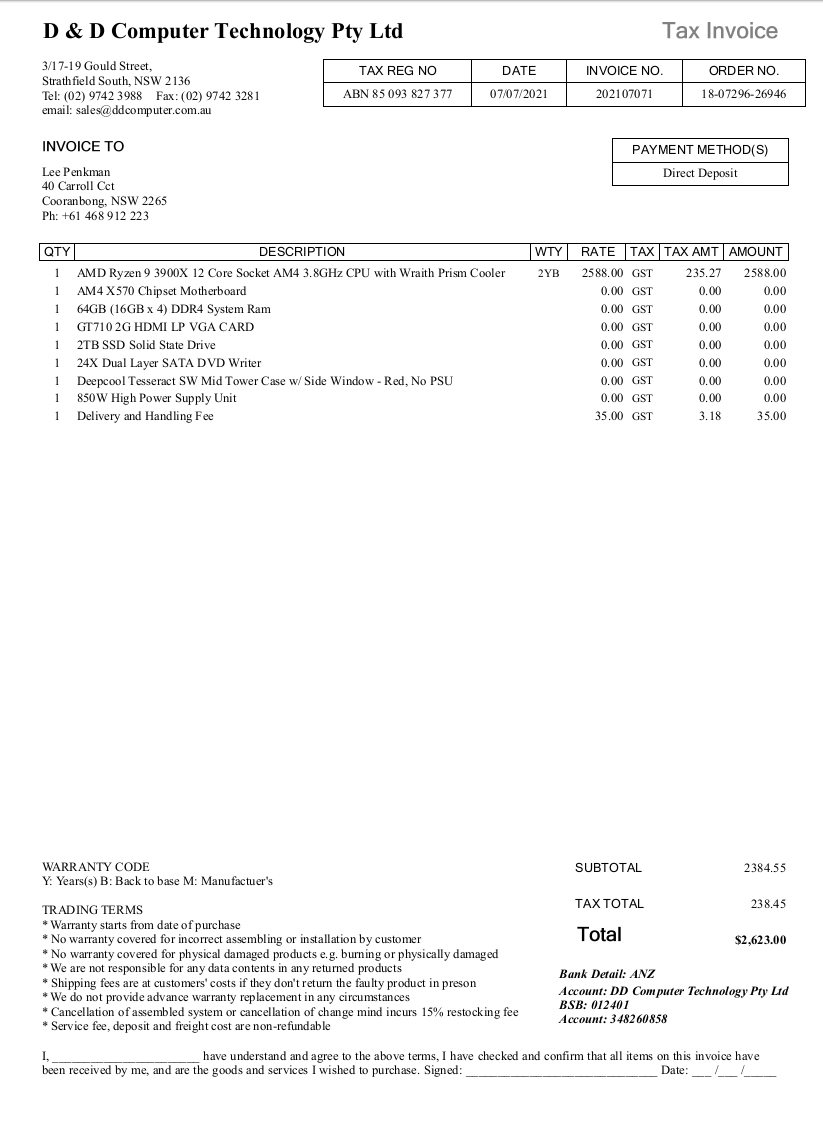 D & D Computer Technology Pty Ltd
Tax Invoice
3/17-19 Gould Street,
Strathfield South, NSW 2136
Tel: (02) 9742 3988 Fax: (02) 9742 3281
email: sales@ddcomputer.com.au
TAX REG NO DATE INVOICE NO. ORDER NO.
ABN 85 093 827 377 07/07/2021 202107071 18-07296-26946
INVOICE TO
Lee Penkman
40 Carroll Cct
Cooranbong, NSW 2265
Ph: +61 468 912 223
PAYMENT METHOD(S)
Direct Deposit
QTY DESCRIPTION WTY RATE TAX TAX AMT AMOUNT
1 AMD Ryzen 9 3900X 12 Core Socket AM4 3.8GHz CPU with Wraith Prism Cooler 2YB 2588.00 GST 235.27 2588.00
1 AM4 X570 Chipset Motherboard 0.00 GST 0.00 0.00
1 64GB (16GB x 4) DDR4 System Ram 0.00 GST 0.00 0.00
1 GT710 2G HDMI LP VGA CARD 0.00 GST 0.00 0.00
1 2TB SSD Solid State Drive 0.00 GST 0.00 0.00
1 24X Dual Layer SATA DVD Writer 0.00 GST 0.00 0.00
1 Deepcool Tesseract SW Mid Tower Case w/ Side Window - Red, No PSU 0.00 GST 0.00 0.00
1 850W High Power Supply Unit 0.00 GST 0.00 0.00
1 Delivery and Handling Fee 35.00 GST 3.18 35.00
WARRANTY CODE
Y: Years(s) B: Back to base M: Manufactuer's
TRADING TERMS
* Warranty starts from date of purchase
* No warranty covered for incorrect assembling or installation by customer
* No warranty covered for physical damaged products e.g. burning or physically damaged
* We are not responsible for any data contents in any returned products
* Shipping fees are at customers' costs if they don't return the faulty product in preson
* We do not provide advance warranty replacement in any circumstances
* Cancellation of assembled system or cancellation of change mind incurs 15% restocking fee
* Service fee, deposit and freight cost are non-refundable
SUBTOTAL 2384.55
TAX TOTAL 238.45
Total $2,623.00
Bank Detail: ANZ
Account: DD Computer Technology Pty Ltd
BSB: 012401
Account: 348260858
I, _______________________ have understand and agree to the above terms, I have checked and confirm that all items on this invoice have
been received by me, and are the goods and services I wished to purchase. Signed: ______________________________ Date: ___ /___ /_____